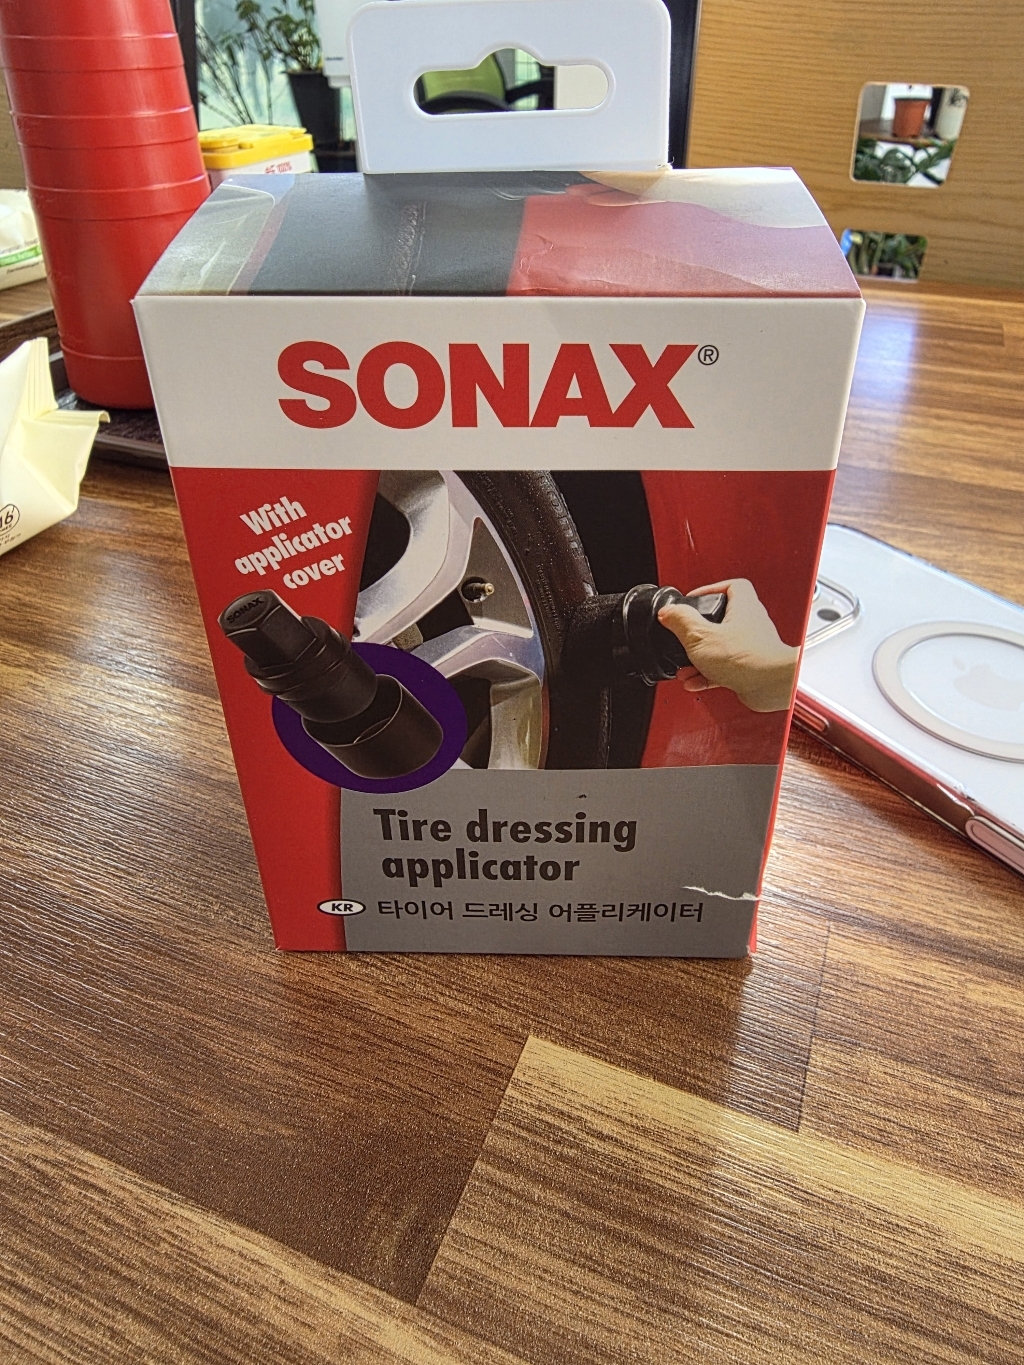 SONAX®
With
applicator
cover
SONAX
Tire dressing
applicator
KR 타이어 드레싱 어플리케이터